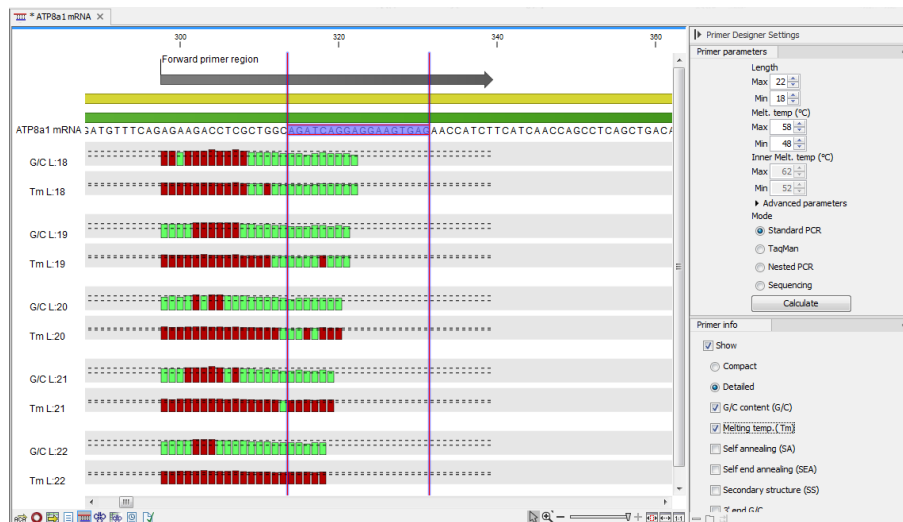 * ATP8a1 mRNA
300 320 340 360
Forward primer region
ATP8a1 mRNA GATGTTTCAGAGAAGACCTCGCTGGCAGATCAGGAGGAAGTGAGAACCATCTTCATCAACCAGCCTCAGCTGACA
G/C L:18
Tm L:18
G/C L:19
Tm L:19
G/C L:20
Tm L:20
G/C L:21
Tm L:21
G/C L:22
Tm L:22
Primer Designer Settings
Primer parameters
Length
Max 22
Min 18
Melt. temp (°C)
Max 58
Min 48
Inner Melt. temp (°C)
Max 62
Min 52
Advanced parameters
Mode
Standard PCR
TaqMan
Nested PCR
Sequencing
Calculate
Primer info
Show
Compact
Detailed
G/C content (G/C)
Melting temp.(Tm)
Self annealing (SA)
Self end annealing (SEA)
Secondary structure (SS)
3' end G/C
1:1